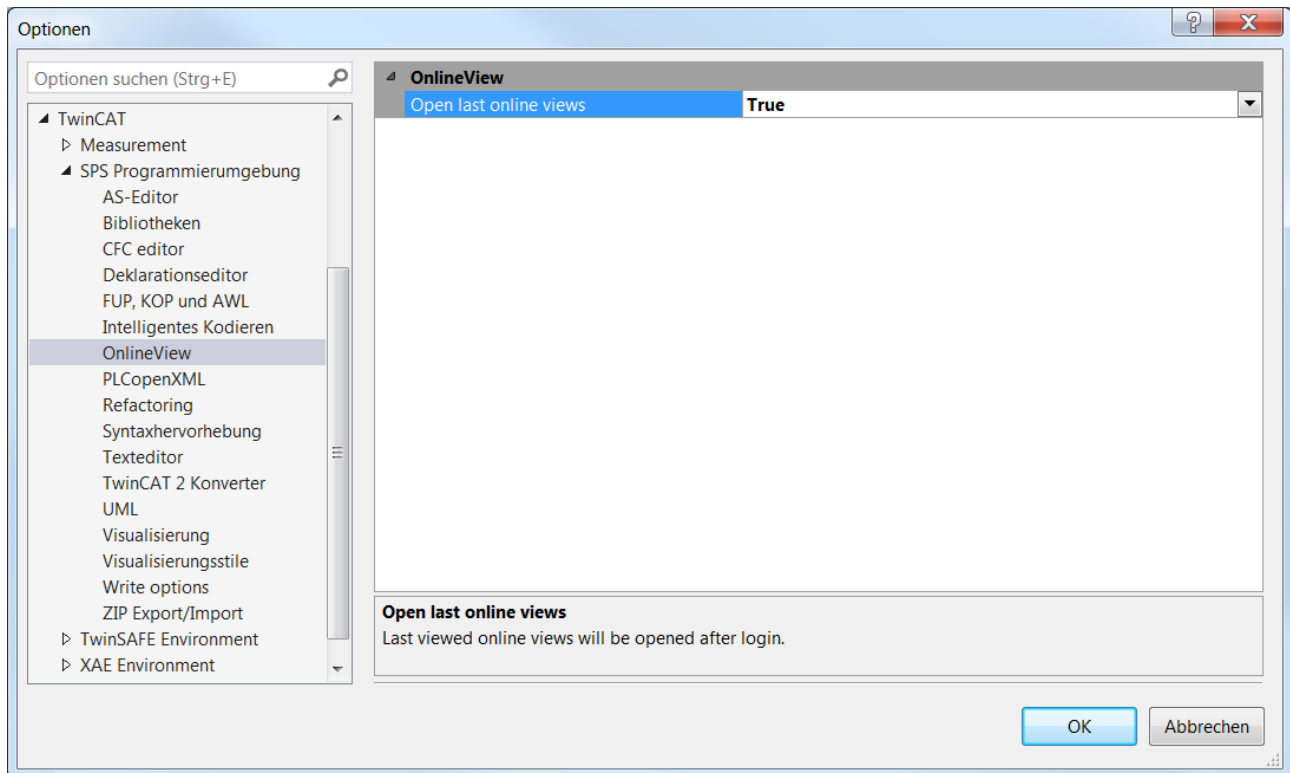 Optionen
Optionen suchen (Strg+E)
TwinCAT
Measurement
SPS Programmierumgebung
AS-Editor
Bibliotheken
CFC editor
Deklarationseditor
FUP, KOP und AWL
Intelligentes Kodieren
OnlineView
PLCopenXML
Refactoring
Syntaxhervorhebung
Texteditor
TwinCAT 2 Konverter
UML
Visualisierung
Visualisierungsstile
Write options
ZIP Export/Import
TwinSAFE Environment
XAE Environment
OnlineView
Open last online views True
Open last online views
Last viewed online views will be opened after login.
OK Abbrechen